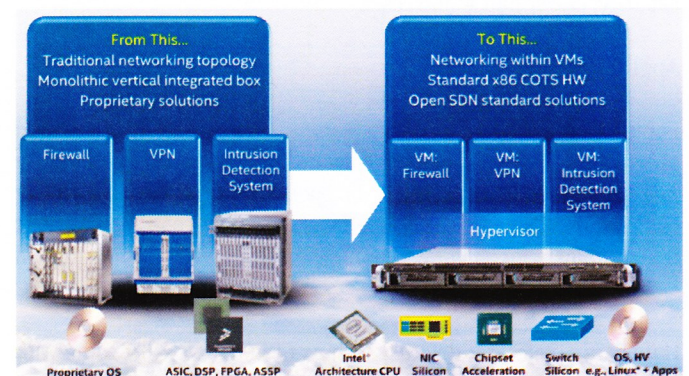 From This...
Traditional networking topology
Monolithic vertical integrated box
Proprietary solutions
Firewall
VPN
Intrusion
Detection
System
Proprietary OS
ASIC, DSP, FPGA, ASSP
To This...
Networking within VMs
Standard x86 COTS HW
Open SDN standard solutions
VM:
Firewall
VM:
VPN
VM:
Intrusion
Detection
System
Hypervisor
Intel®
Architecture CPU
NIC
Silicon
Chipset
Acceleration
Switch
Silicon
OS, HV
e.g., Linux* + Apps